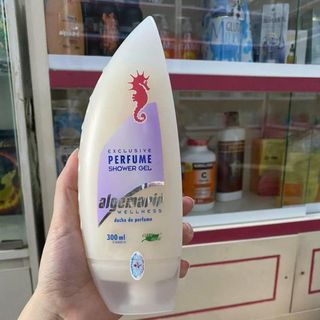 EXCLUSIVE
PERFUME
SHOWER GEL
algemarin
WELLNESS
ducha de perfume
300 ml